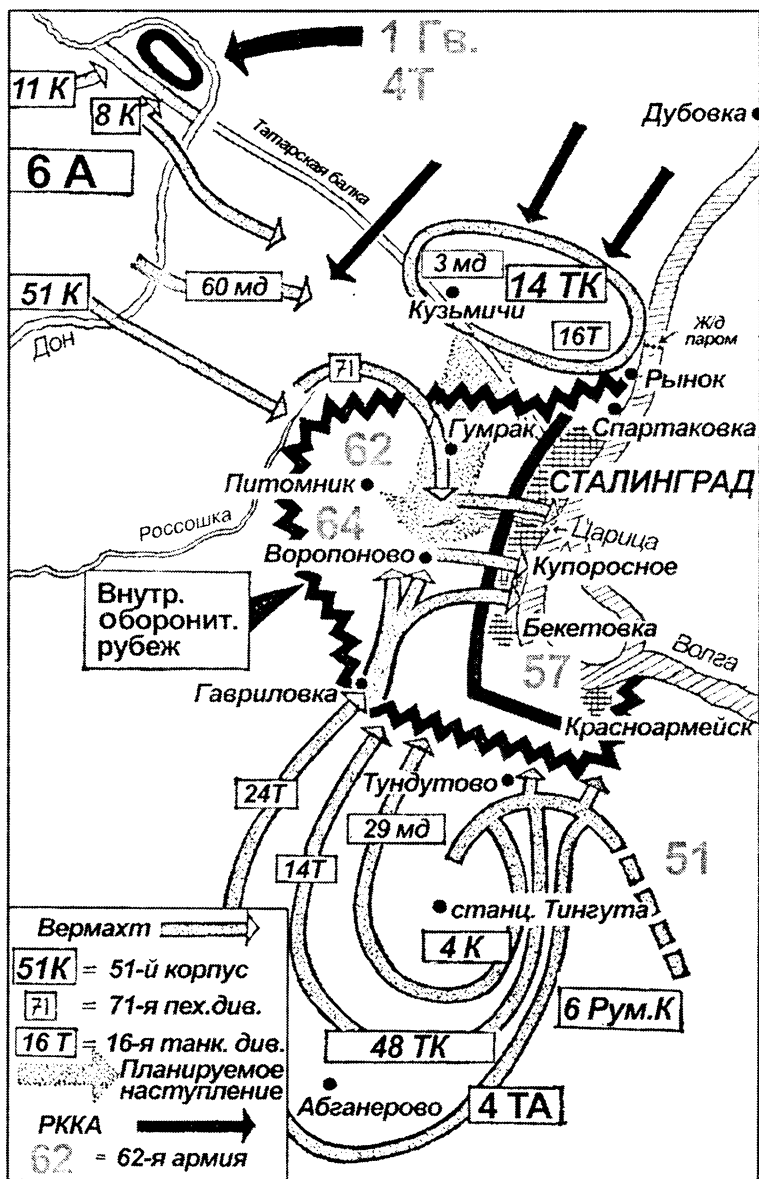 1 Гв.
4Т
11 К
8 К
Дубовка
6 А
Татарская балка
3 мд
14 ТК
51 К
60 мд
Кузьмичи
16Т
Ж/д
паром
Дон
71
Рынок
Гумрак
Спартаковка
62
Питомник
СТАЛИНГРАД
64
Россошка
Царица
Воропоново
Купоросное
Внутр.
оборонит.
рубеж
Бекетовка
Волга
57
Гавриловка
Красноармейск
Тундутово
24Т
29 мд
51
14Т
станц. Тингута
4 К
6 Рум.К
48 ТК
Абганерово
4 ТА
Вермахт
51К = 51-й корпус
71 = 71-я пех.див.
16 Т = 16-я танк. див.
Планируемое
наступление
РККА
62 = 62-я армия